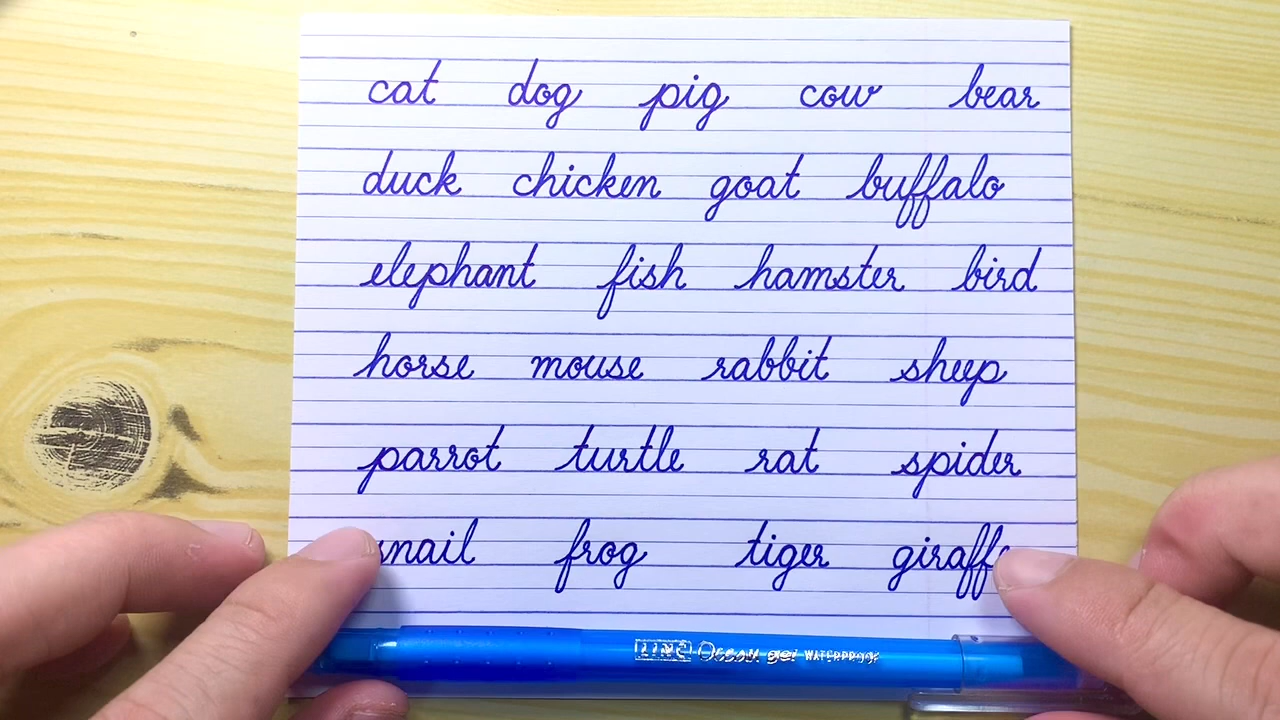 cat dog pig cow bear
duck chicken goat buffalo
elephant fish hamster bird
horse mouse rabbit sheep
parrot turtle rat spider
snail frog tiger giraffe
LINC Ocean gel WATERPROOF